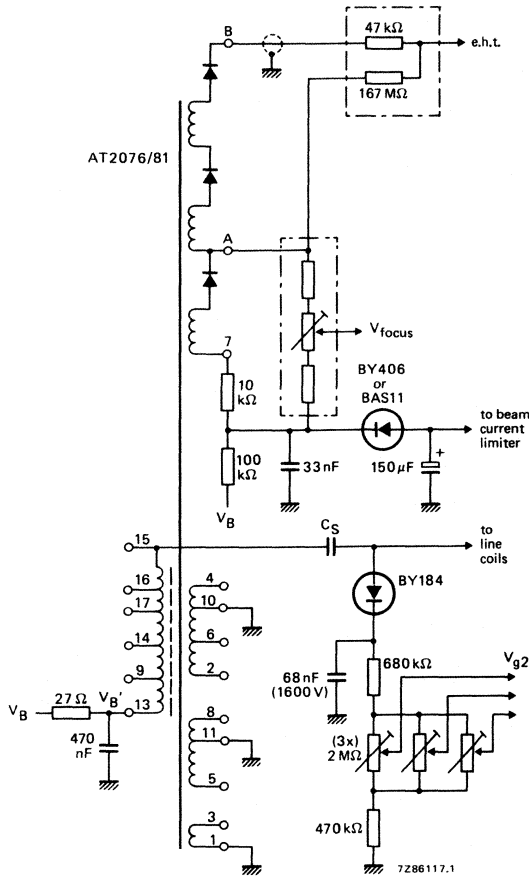 B
47 kΩ
e.h.t.
167 MΩ
AT2076/81
A
V focus
7
10
kΩ
BY406
or
BAS11
to beam
current
limiter
+
100
kΩ
33 nF
150 µF
VB
15
CS
to
line
coils
16
17
4
10
BY184
14
6
9
2
680 kΩ
Vg2
68 nF
(1600 V)
VB
27 Ω
VB'
13
8
(3x)
2 MΩ
470
nF
11
5
3
470 kΩ
1
7Z86117.1